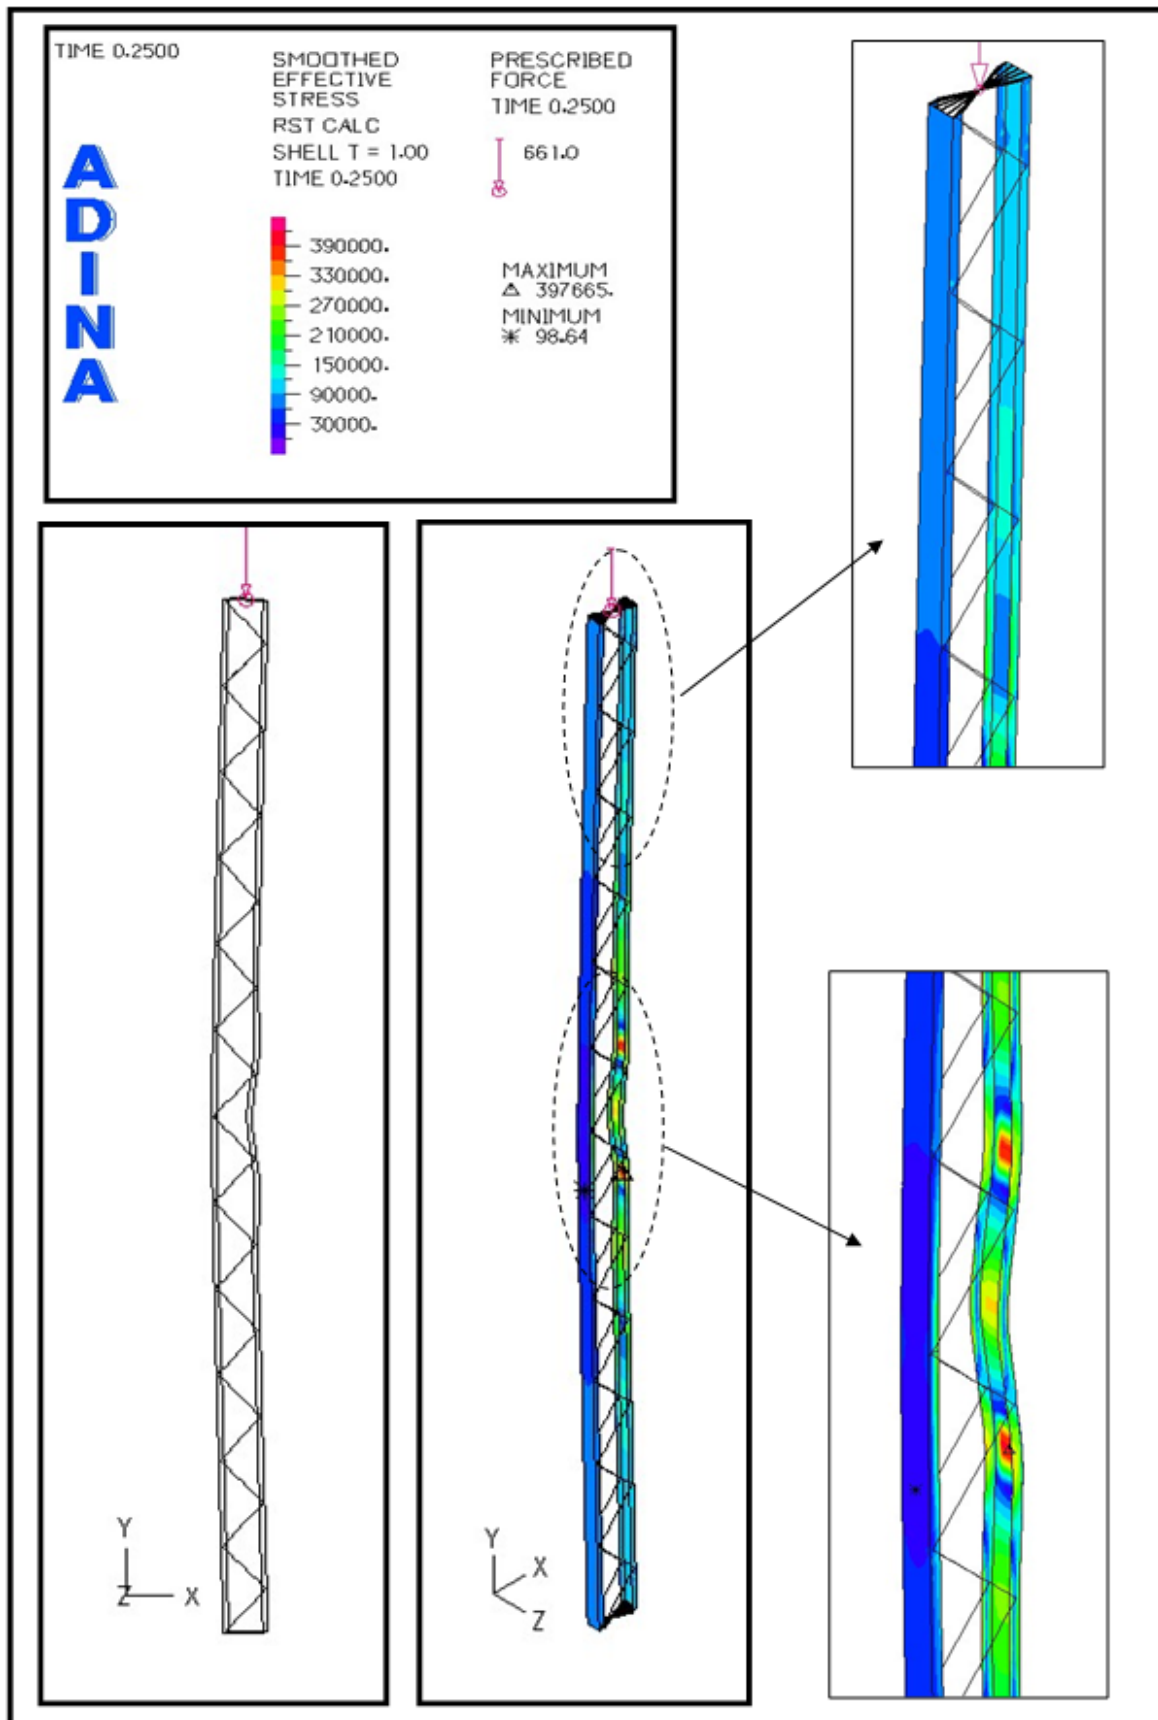 TIME 0.2500
ADINA
SMOOTHED
EFFECTIVE
STRESS
RST CALC
SHELL T = 1.00
TIME 0.2500
390000.
330000.
270000.
210000.
150000.
90000.
30000.
PRESCRIBED
FORCE
TIME 0.2500
661.0
MAXIMUM
△ 397665.
MINIMUM
* 98.64
Y
Z X
Y
X
Z